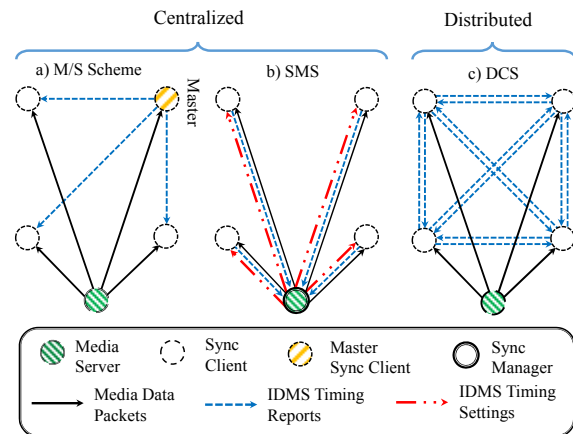 Centralized
Distributed
a) M/S Scheme
Master
b) SMS
c) DCS
Media
Server
Sync
Client
Master
Sync Client
Sync
Manager
Media Data
Packets
IDMS Timing
Reports
IDMS Timing
Settings